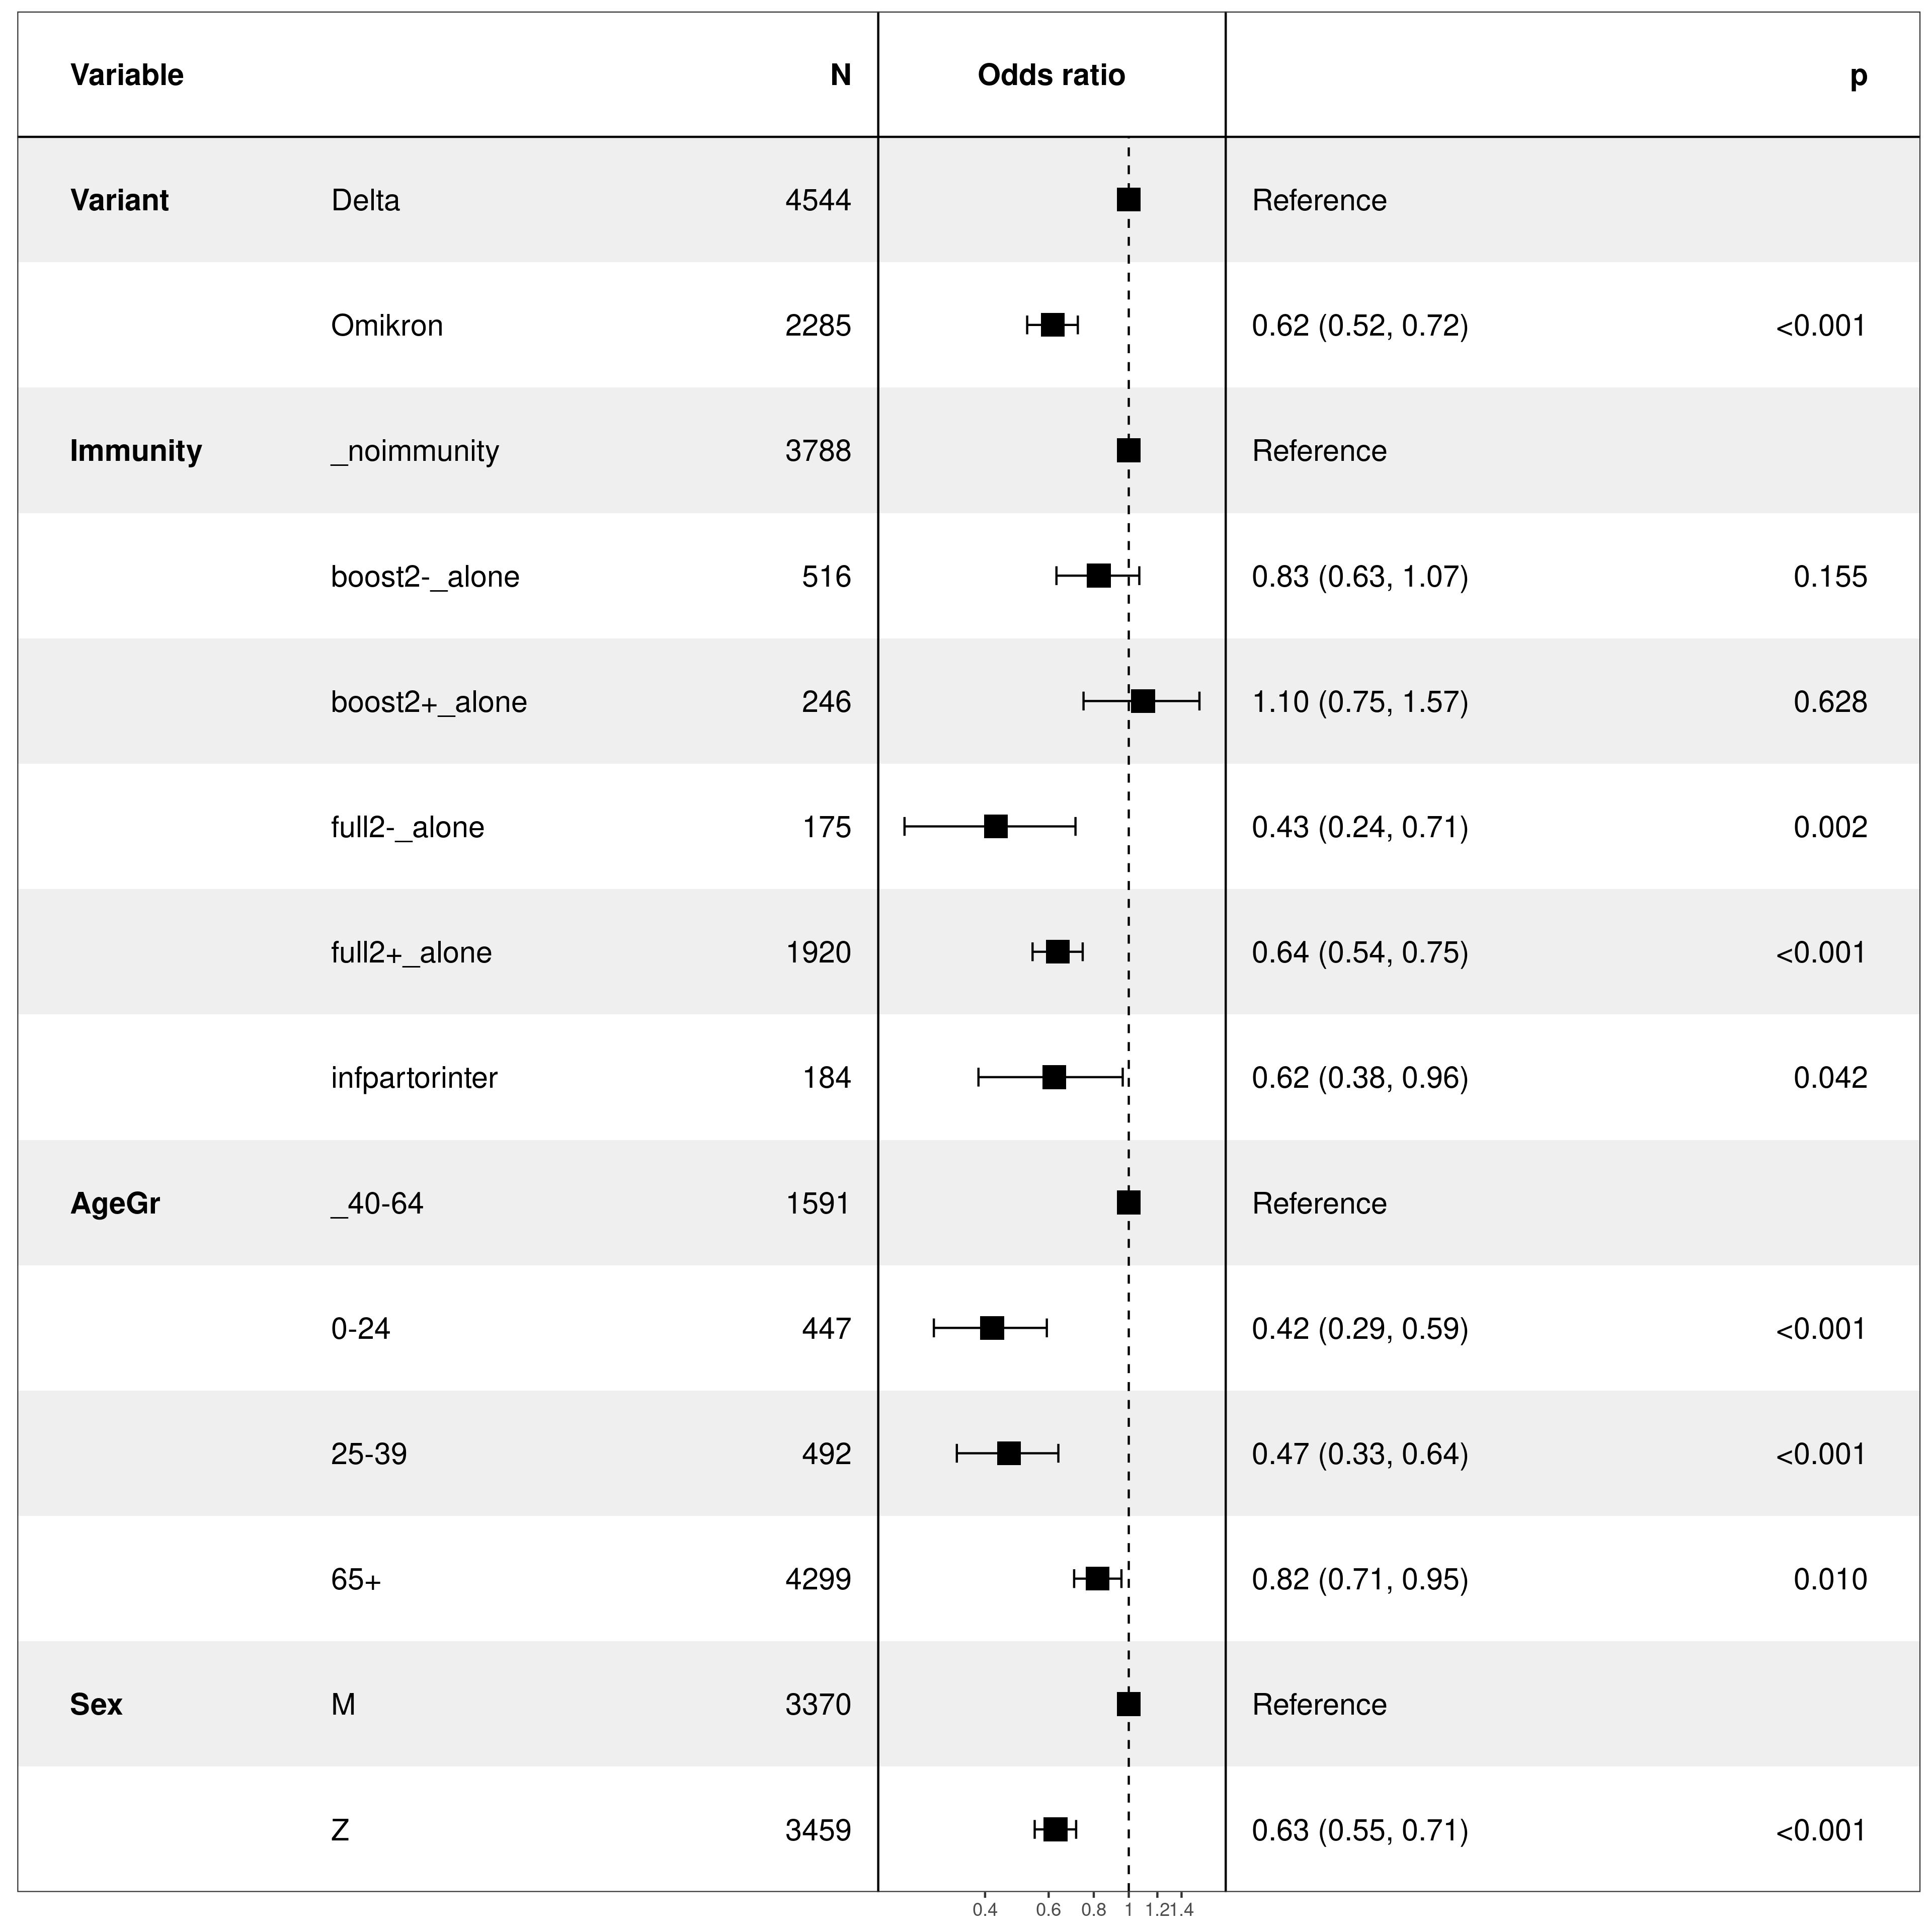 Variable N Odds ratio p
Variant Delta 4544 Reference
Omikron 2285 0.62 (0.52, 0.72) <0.001
Immunity _noimmunity 3788 Reference
boost2-_alone 516 0.83 (0.63, 1.07) 0.155
boost2+_alone 246 1.10 (0.75, 1.57) 0.628
full2-_alone 175 0.43 (0.24, 0.71) 0.002
full2+_alone 1920 0.64 (0.54, 0.75) <0.001
infpartorinter 184 0.62 (0.38, 0.96) 0.042
AgeGr _40-64 1591 Reference
0-24 447 0.42 (0.29, 0.59) <0.001
25-39 492 0.47 (0.33, 0.64) <0.001
65+ 4299 0.82 (0.71, 0.95) 0.010
Sex M 3370 Reference
Z 3459 0.63 (0.55, 0.71) <0.001
0.4 0.6 0.8 1 1.2 1.4